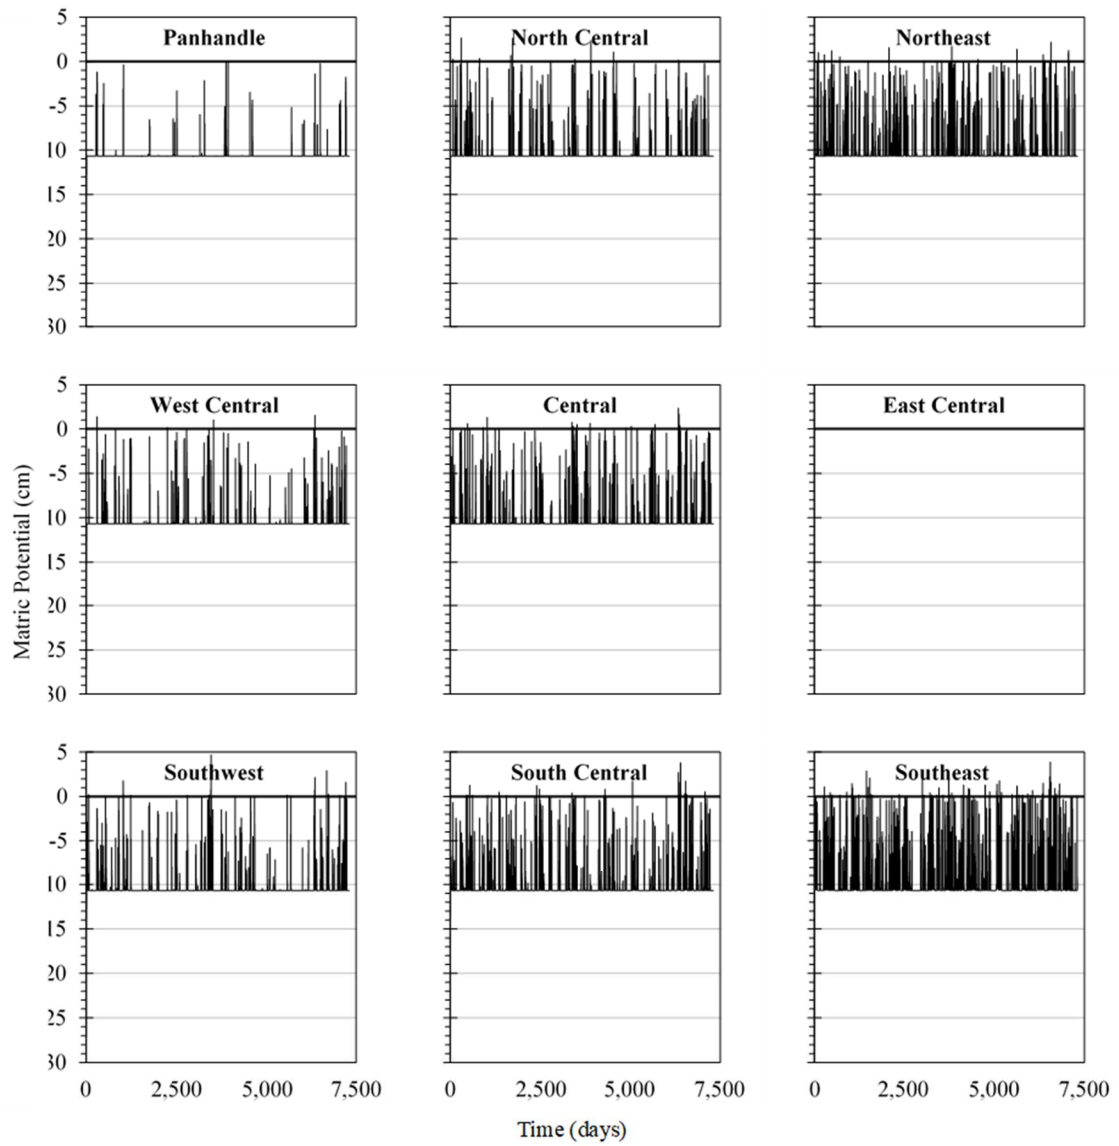 Panhandle
North Central
Northeast
5
0
-5
10
15
20
25
30
West Central
Central
East Central
5
0
-5
10
15
20
25
30
Matric Potential (cm)
Southwest
South Central
Southeast
5
0
-5
10
15
20
25
30
0 2,500 5,000 7,500
0 2,500 5,000 7,500
0 2,500 5,000 7,500
Time (days)